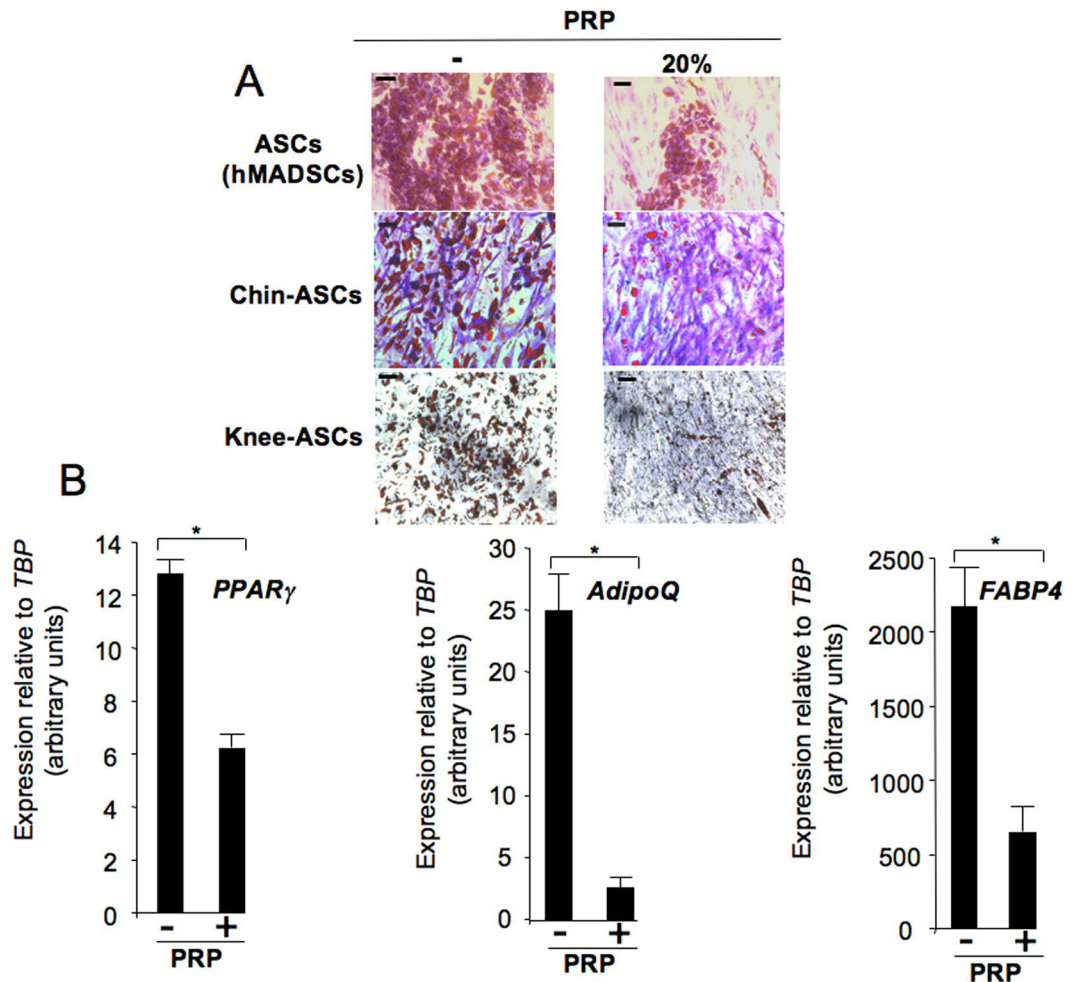 PRP
- 20%
A
ASCs
(hMADSCs)
Chin-ASCs
Knee-ASCs
B
Expression relative to TBP
(arbitrary units)
14
12
10
8
6
4
2
0
*
PPARγ
- +
PRP
Expression relative to TBP
(arbitrary units)
30
25
20
15
10
5
0
*
AdipoQ
- +
PRP
Expression relative to TBP
(arbitrary units)
2500
2000
1500
1000
500
0
*
FABP4
- +
PRP